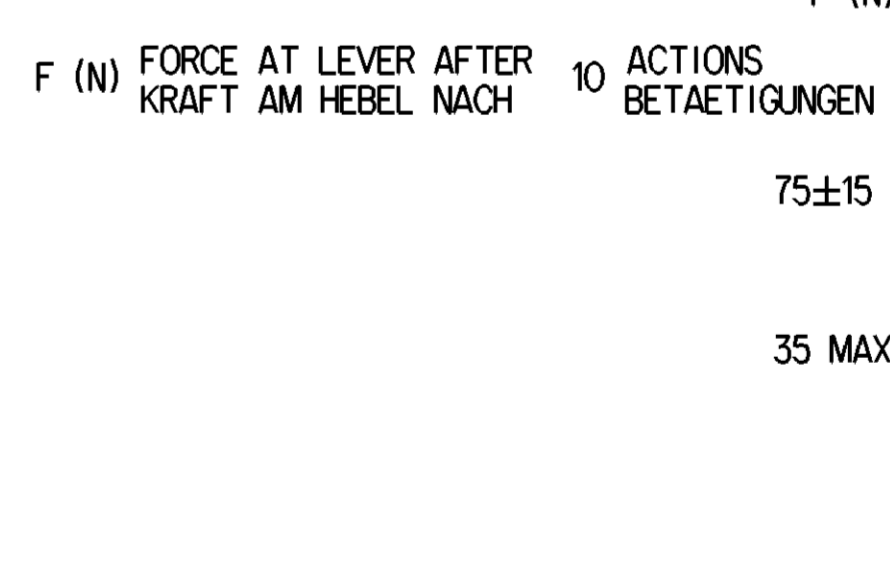 F (N)
F (N) FORCE AT LEVER AFTER 10 ACTIONS
KRAFT AM HEBEL NACH BETAETIGUNGEN
75±15
35 MAX